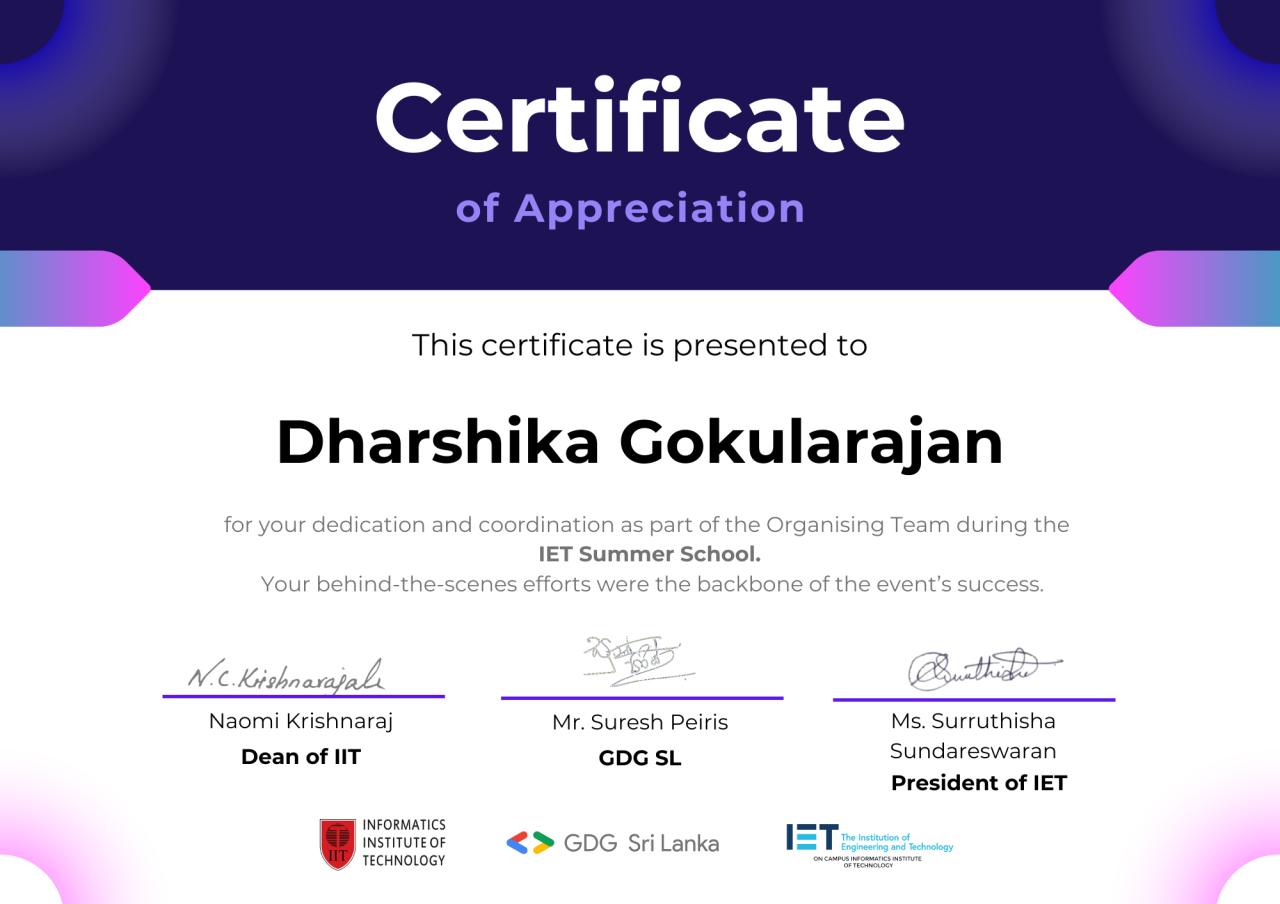 Certificate
of Appreciation
This certificate is presented to
Dharshika Gokularajan
for your dedication and coordination as part of the Organising Team during the
IET Summer School.
Your behind-the-scenes efforts were the backbone of the event’s success.
Naomi Krishnaraj
Dean of IIT
Mr. Suresh Peiris
GDG SL
Ms. Surruthisha
Sundareswaran
President of IET
IIT
INFORMATICS
INSTITUTE OF
TECHNOLOGY
GDG Sri Lanka
IET
The Institution of
Engineering and Technology
ON CAMPUS INFORMATICS INSTITUTE
OF TECHNOLOGY